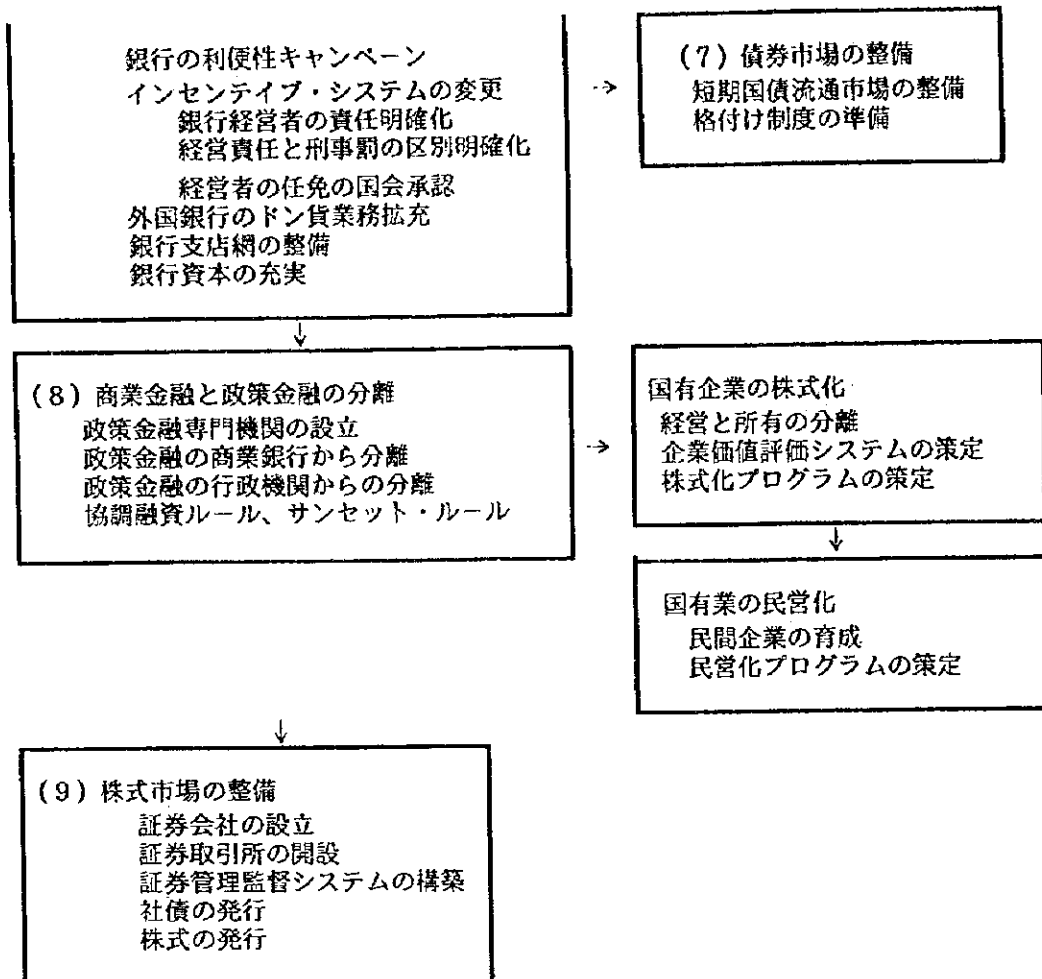 銀行の利便性キャンペーン
インセンテイブ・システムの変更
銀行経営者の責任明確化
経営責任と刑事罰の区別明確化
経営者の任免の国会承認
外国銀行のドン貨業務拡充
銀行支店網の整備
銀行資本の充実
→
(7) 債券市場の整備
短期国債流通市場の整備
格付け制度の準備
↓
(8) 商業金融と政策金融の分離
政策金融専門機関の設立
政策金融の商業銀行から分離
政策金融の行政機関からの分離
協調融資ルール、サンセット・ルール
→
国有企業の株式化
経営と所有の分離
企業価値評価システムの策定
株式化プログラムの策定
↓
国有業の民営化
民間企業の育成
民営化プログラムの策定
↓
(9) 株式市場の整備
証券会社の設立
証券取引所の開設
証券管理監督システムの構築
社債の発行
株式の発行